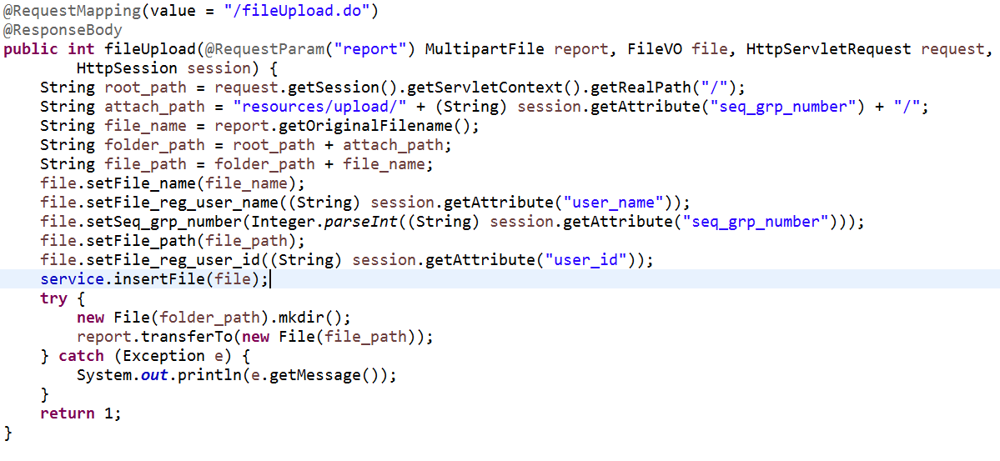 @RequestMapping(value = "/fileUpload.do")
@ResponseBody
public int fileUpload(@RequestParam("report") MultipartFile report, FileVO file, HttpServletRequest request,
        HttpSession session) {
    String root_path = request.getSession().getServletContext().getRealPath("/");
    String attach_path = "resources/upload/" + (String) session.getAttribute("seq_grp_number") + "/";
    String file_name = report.getOriginalFilename();
    String folder_path = root_path + attach_path;
    String file_path = folder_path + file_name;
    file.setFile_name(file_name);
    file.setFile_reg_user_name((String) session.getAttribute("user_name"));
    file.setSeq_grp_number(Integer.parseInt((String) session.getAttribute("seq_grp_number")));
    file.setFile_path(file_path);
    file.setFile_reg_user_id((String) session.getAttribute("user_id"));
    service.insertFile(file);
    try {
        new File(folder_path).mkdir();
        report.transferTo(new File(file_path));
    } catch (Exception e) {
        System.out.println(e.getMessage());
    }
    return 1;
}